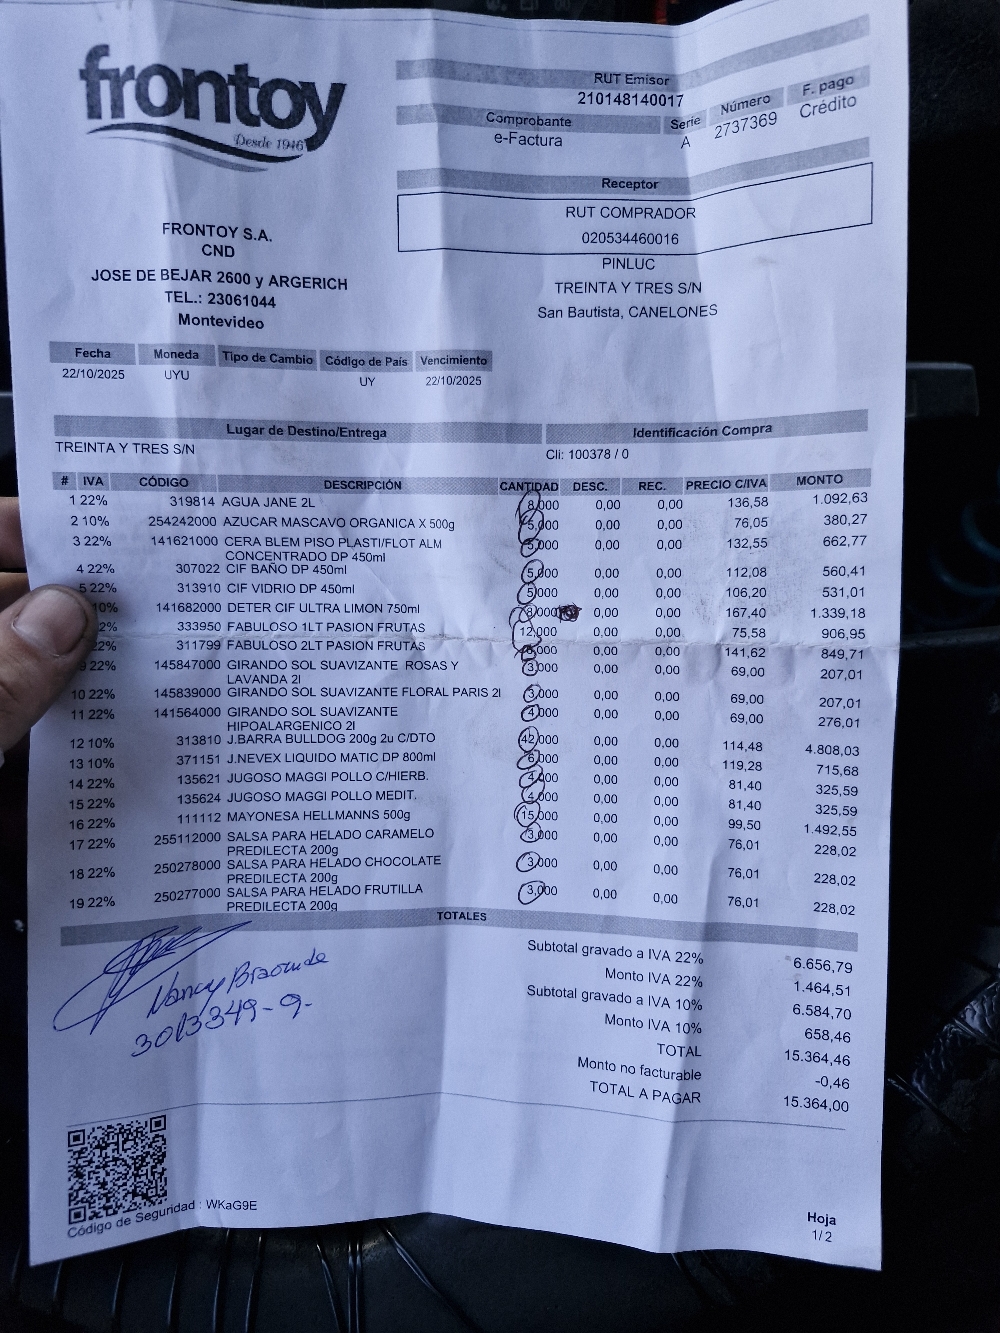 frontoy
Desde 1946
FRONTOY S.A.
CND
JOSE DE BEJAR 2600 y ARGERICH
TEL.: 23061044
Montevideo
RUT Emisor
210148140017
Comprobante Serie Número F. pago
e-Factura A 2737369 Crédito
Receptor
RUT COMPRADOR
020534460016
PINLUC
TREINTA Y TRES S/N
San Bautista, CANELONES
Fecha Moneda Tipo de Cambio Código de País Vencimiento
22/10/2025 UYU UY 22/10/2025
Lugar de Destino/Entrega Identificación Compra
TREINTA Y TRES S/N Cli: 100378 / 0
# IVA CÓDIGO DESCRIPCIÓN CANTIDAD DESC. REC. PRECIO C/IVA MONTO
1 22% 319814 AGUA JANE 2L 8,000 0,00 0,00 136,58 1.092,63
2 10% 254242000 AZUCAR MASCAVO ORGANICA X 500g 5,000 0,00 0,00 76,05 380,27
3 22% 141621000 CERA BLEM PISO PLASTI/FLOT ALM 5,000 0,00 0,00 132,55 662,77
CONCENTRADO DP 450ml
4 22% 307022 CIF BAÑO DP 450ml 5,000 0,00 0,00 112,08 560,41
5 22% 313910 CIF VIDRIO DP 450ml 5,000 0,00 0,00 106,20 531,01
10% 141682000 DETER CIF ULTRA LIMON 750ml 8,000 0,00 0,00 167,40 1.339,18
2% 333950 FABULOSO 1LT PASION FRUTAS 12,000 0,00 0,00 75,58 906,95
22% 311799 FABULOSO 2LT PASION FRUTAS 0,00 0,00 141,62 849,71
22% 145847000 GIRANDO SOL SUAVIZANTE ROSAS Y 3,000 0,00 0,00 69,00 207,01
LAVANDA 2l
10 22% 145839000 GIRANDO SOL SUAVIZANTE FLORAL PARIS 2l 3,000 0,00 0,00 69,00 207,01
11 22% 141564000 GIRANDO SOL SUAVIZANTE 4,000 0,00 0,00 69,00 276,01
HIPOALARGENICO 2l
12 10% 313810 J.BARRA BULLDOG 200g 2u C/DTO 42,000 0,00 0,00 114,48 4.808,03
13 10% 371151 J.NEVEX LIQUIDO MATIC DP 800ml 6,000 0,00 0,00 119,28 715,68
14 22% 135621 JUGOSO MAGGI POLLO C/HIERB. 4,000 0,00 0,00 81,40 325,59
15 22% 135624 JUGOSO MAGGI POLLO MEDIT. 4,000 0,00 0,00 81,40 325,59
16 22% 111112 MAYONESA HELLMANNS 500g 15,000 0,00 0,00 99,50 1.492,55
17 22% 255112000 SALSA PARA HELADO CARAMELO 3,000 0,00 0,00 76,01 228,02
PREDILECTA 200g
18 22% 250278000 SALSA PARA HELADO CHOCOLATE 3,000 0,00 0,00 76,01 228,02
PREDILECTA 200g
19 22% 250277000 SALSA PARA HELADO FRUTILLA 3,000 0,00 0,00 76,01 228,02
PREDILECTA 200g
TOTALES
Subtotal gravado a IVA 22% 6.656,79
Monto IVA 22% 1.464,51
Subtotal gravado a IVA 10% 6.584,70
Monto IVA 10% 658,46
TOTAL 15.364,46
Monto no facturable -0,46
TOTAL A PAGAR 15.364,00
Nancy
3013349-9-
Código de Seguridad : WKaG9E
Hoja
1/2